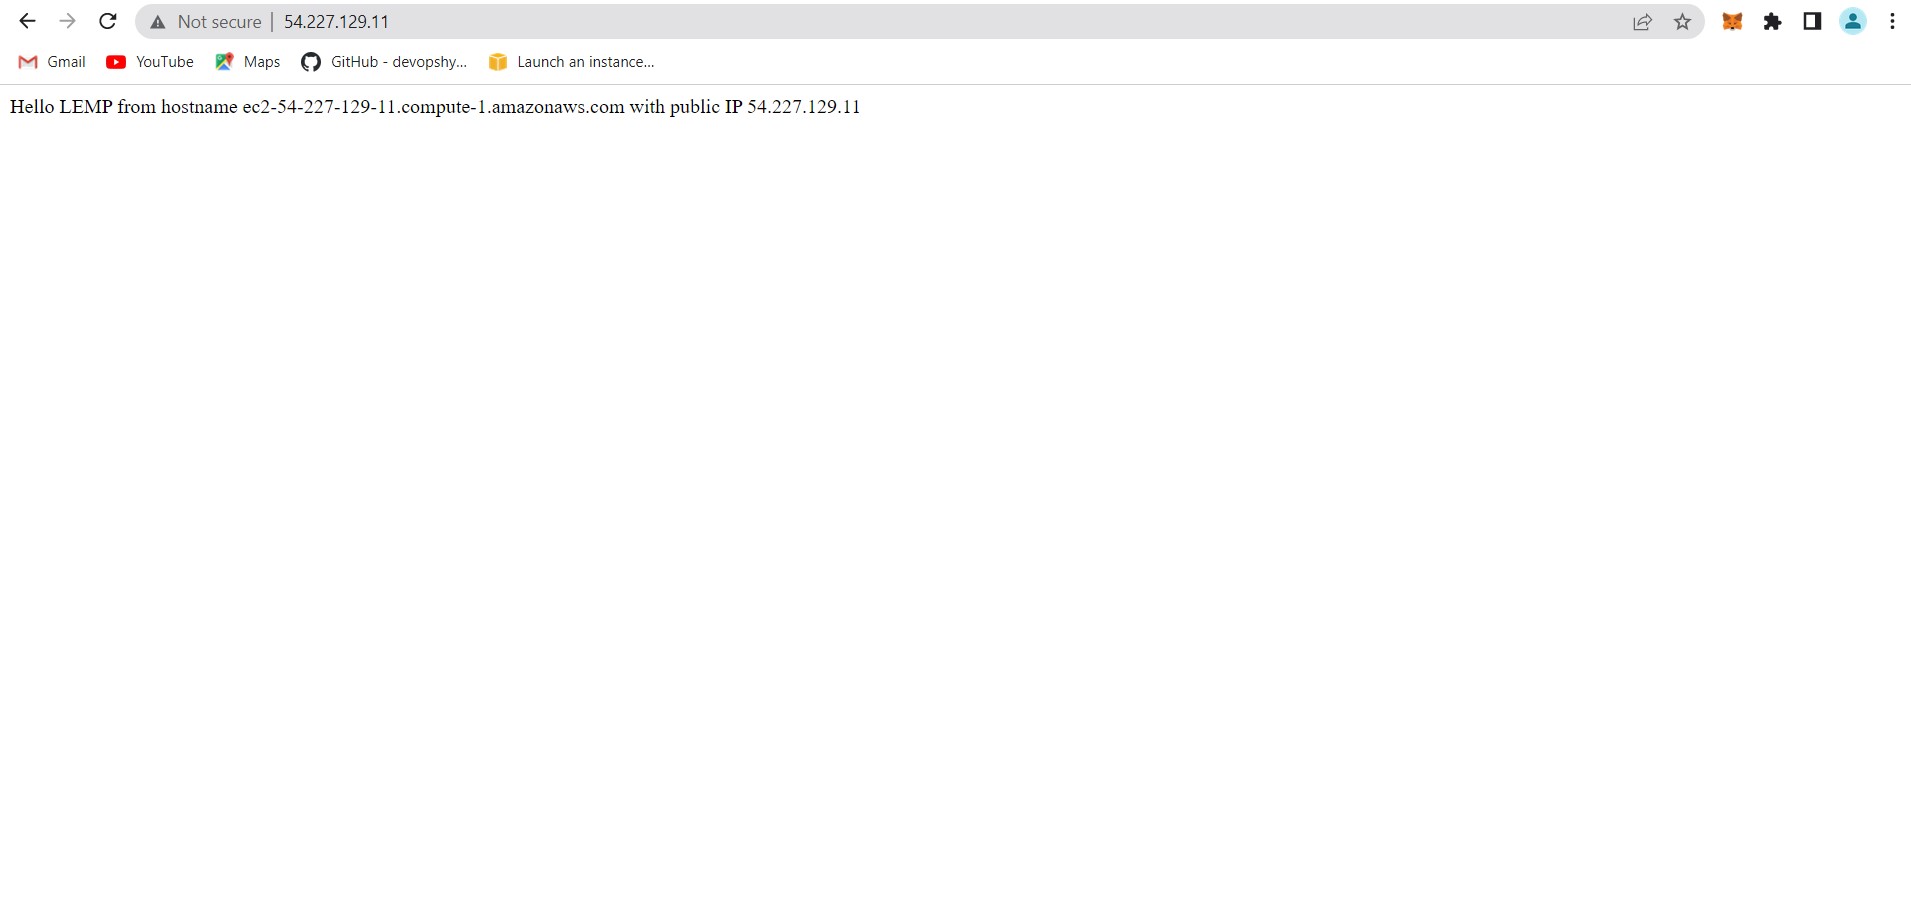 Not secure | 54.227.129.11
Gmail YouTube Maps GitHub - devopshy... Launch an instance...
Hello LEMP from hostname ec2-54-227-129-11.compute-1.amazonaws.com with public IP 54.227.129.11